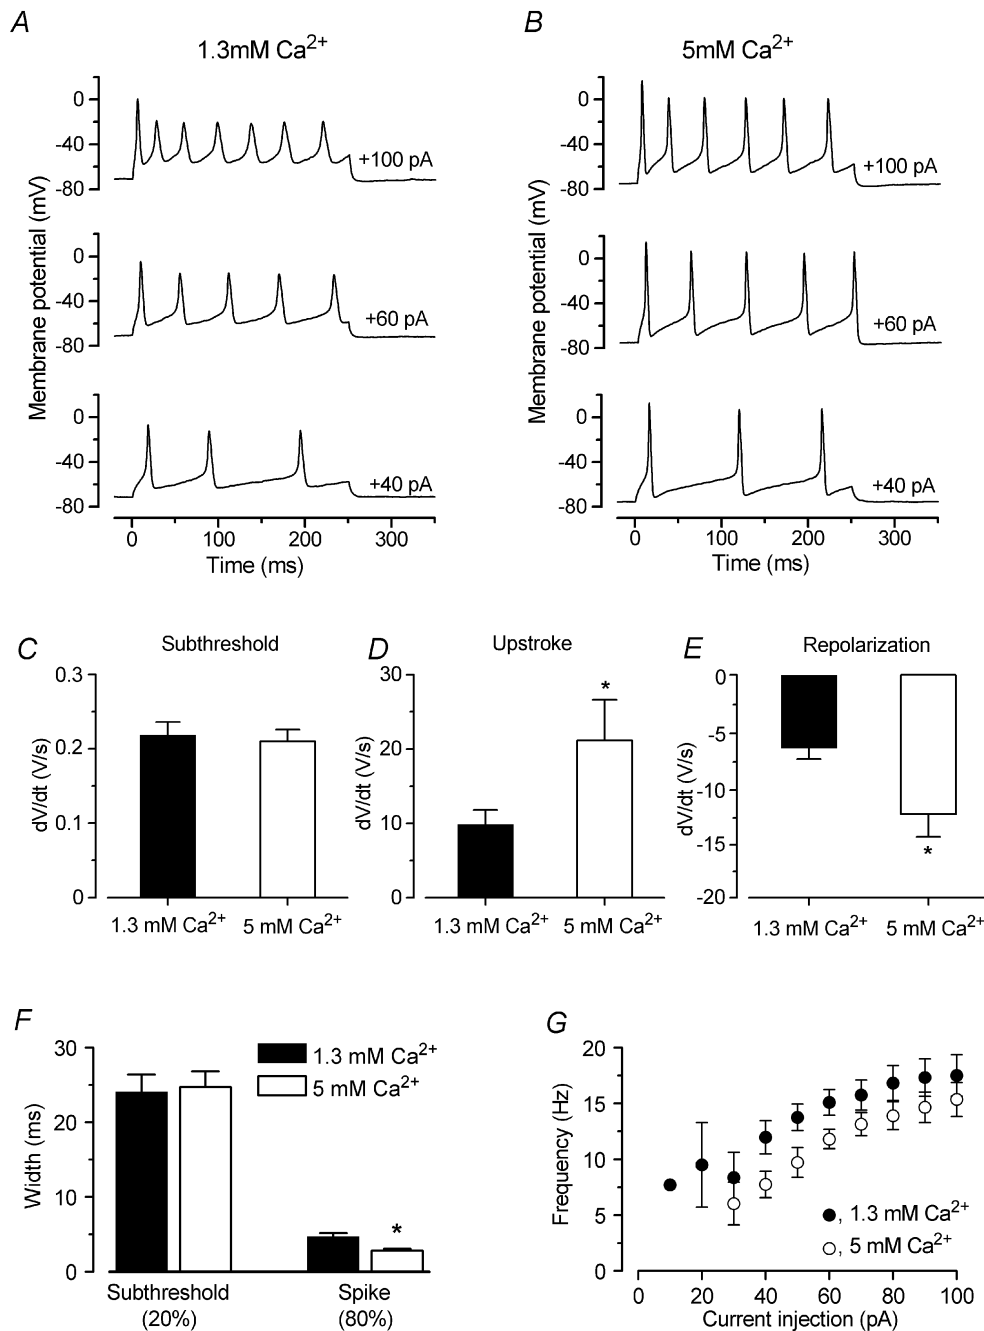 A
1.3mM Ca2+
B
5mM Ca2+
Membrane potential (mV)
0
-40
-80
+100 pA
0
-40
-80
+60 pA
0
-40
-80
+40 pA
0 100 200 300
Time (ms)
Membrane potential (mV)
0
-40
-80
+100 pA
0
-40
-80
+60 pA
0
-40
-80
+40 pA
0 100 200 300
Time (ms)
C
Subthreshold
dV/dt (V/s)
0.3
0.2
0.1
0
1.3 mM Ca2+ 5 mM Ca2+
D
Upstroke
dV/dt (V/s)
30
20
10
0
*
1.3 mM Ca2+ 5 mM Ca2+
E
Repolarization
dV/dt (V/s)
0
-5
-10
-15
-20
*
1.3 mM Ca2+ 5 mM Ca2+
F
Width (ms)
30
20
10
0
1.3 mM Ca2+
5 mM Ca2+
*
Subthreshold Spike
(20%) (80%)
G
Frequency (Hz)
20
15
10
5
0
●, 1.3 mM Ca2+
○, 5 mM Ca2+
0 20 40 60 80 100
Current injection (pA)